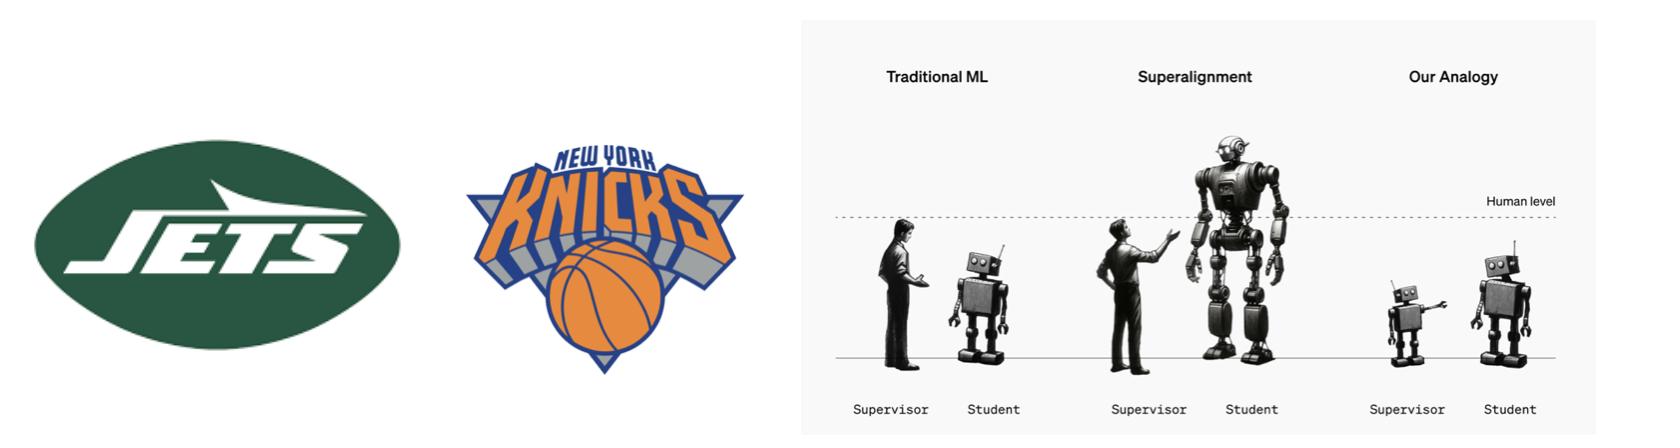 JETS
NEW YORK
KNICKS
Traditional ML
Superalignment
Our Analogy
Human level
Supervisor
Student
Supervisor
Student
Supervisor
Student